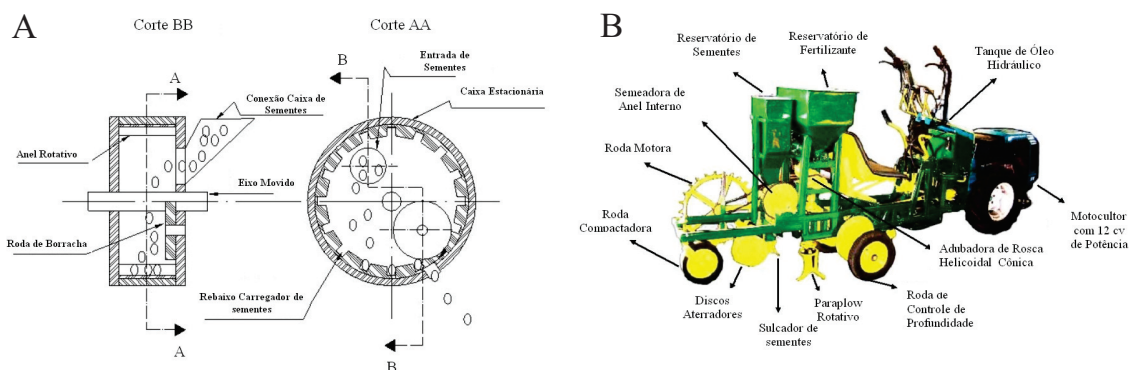 A
Corte BB
Corte AA
A
Conexão Caixa de
Sementes
B
Entrada de
Sementes
Caixa Estacionária
Anel Rotativo
Eixo Movido
Roda de Borracha
Rebaixo Carregador de
sementes
A
B
B
Reservatório de
Sementes
Reservatório de
Fertilizante
Tanque de Óleo
Hidráulico
Semeadora de
Anel Interno
Roda Motora
Roda
Compactadora
Motocultor
com 12 cv
de Potência
Adubadora de Rosca
Helicoidal Cônica
Discos
Aterradores
Sulcador de
sementes
Paraplow
Rotativo
Roda de
Controle de
Profundidade